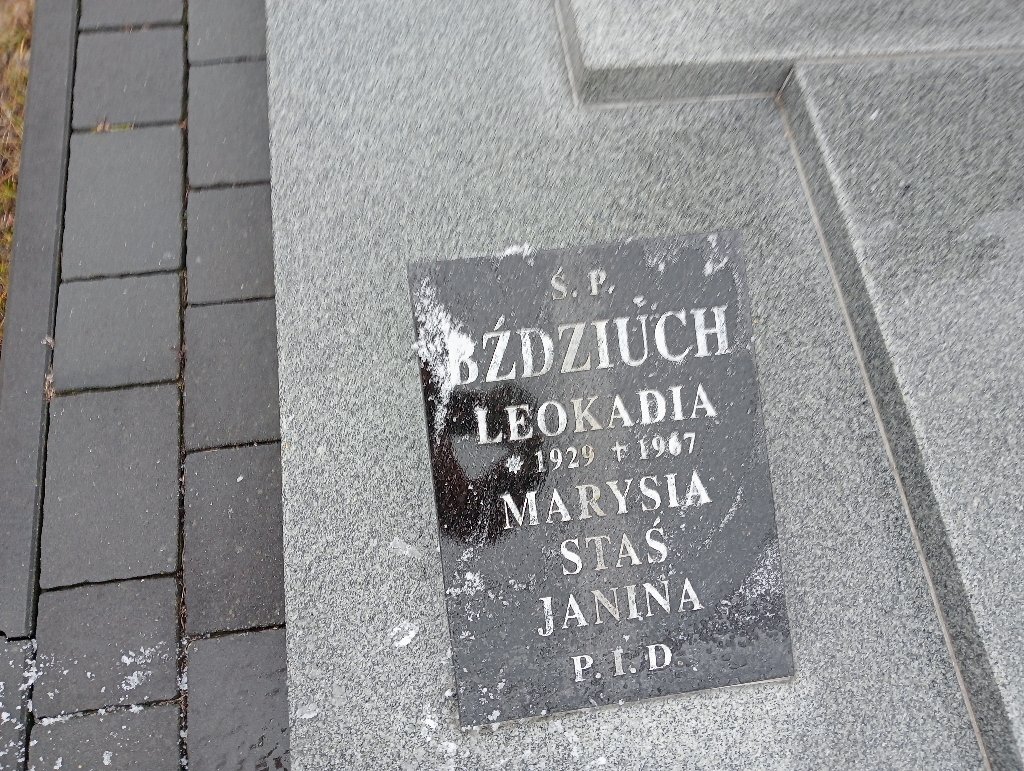 Ś. P.
BŹDZIUCH
LEOKADIA
* 1929 + 1967
MARYSIA
STAŚ
JANINA
P. I. D.